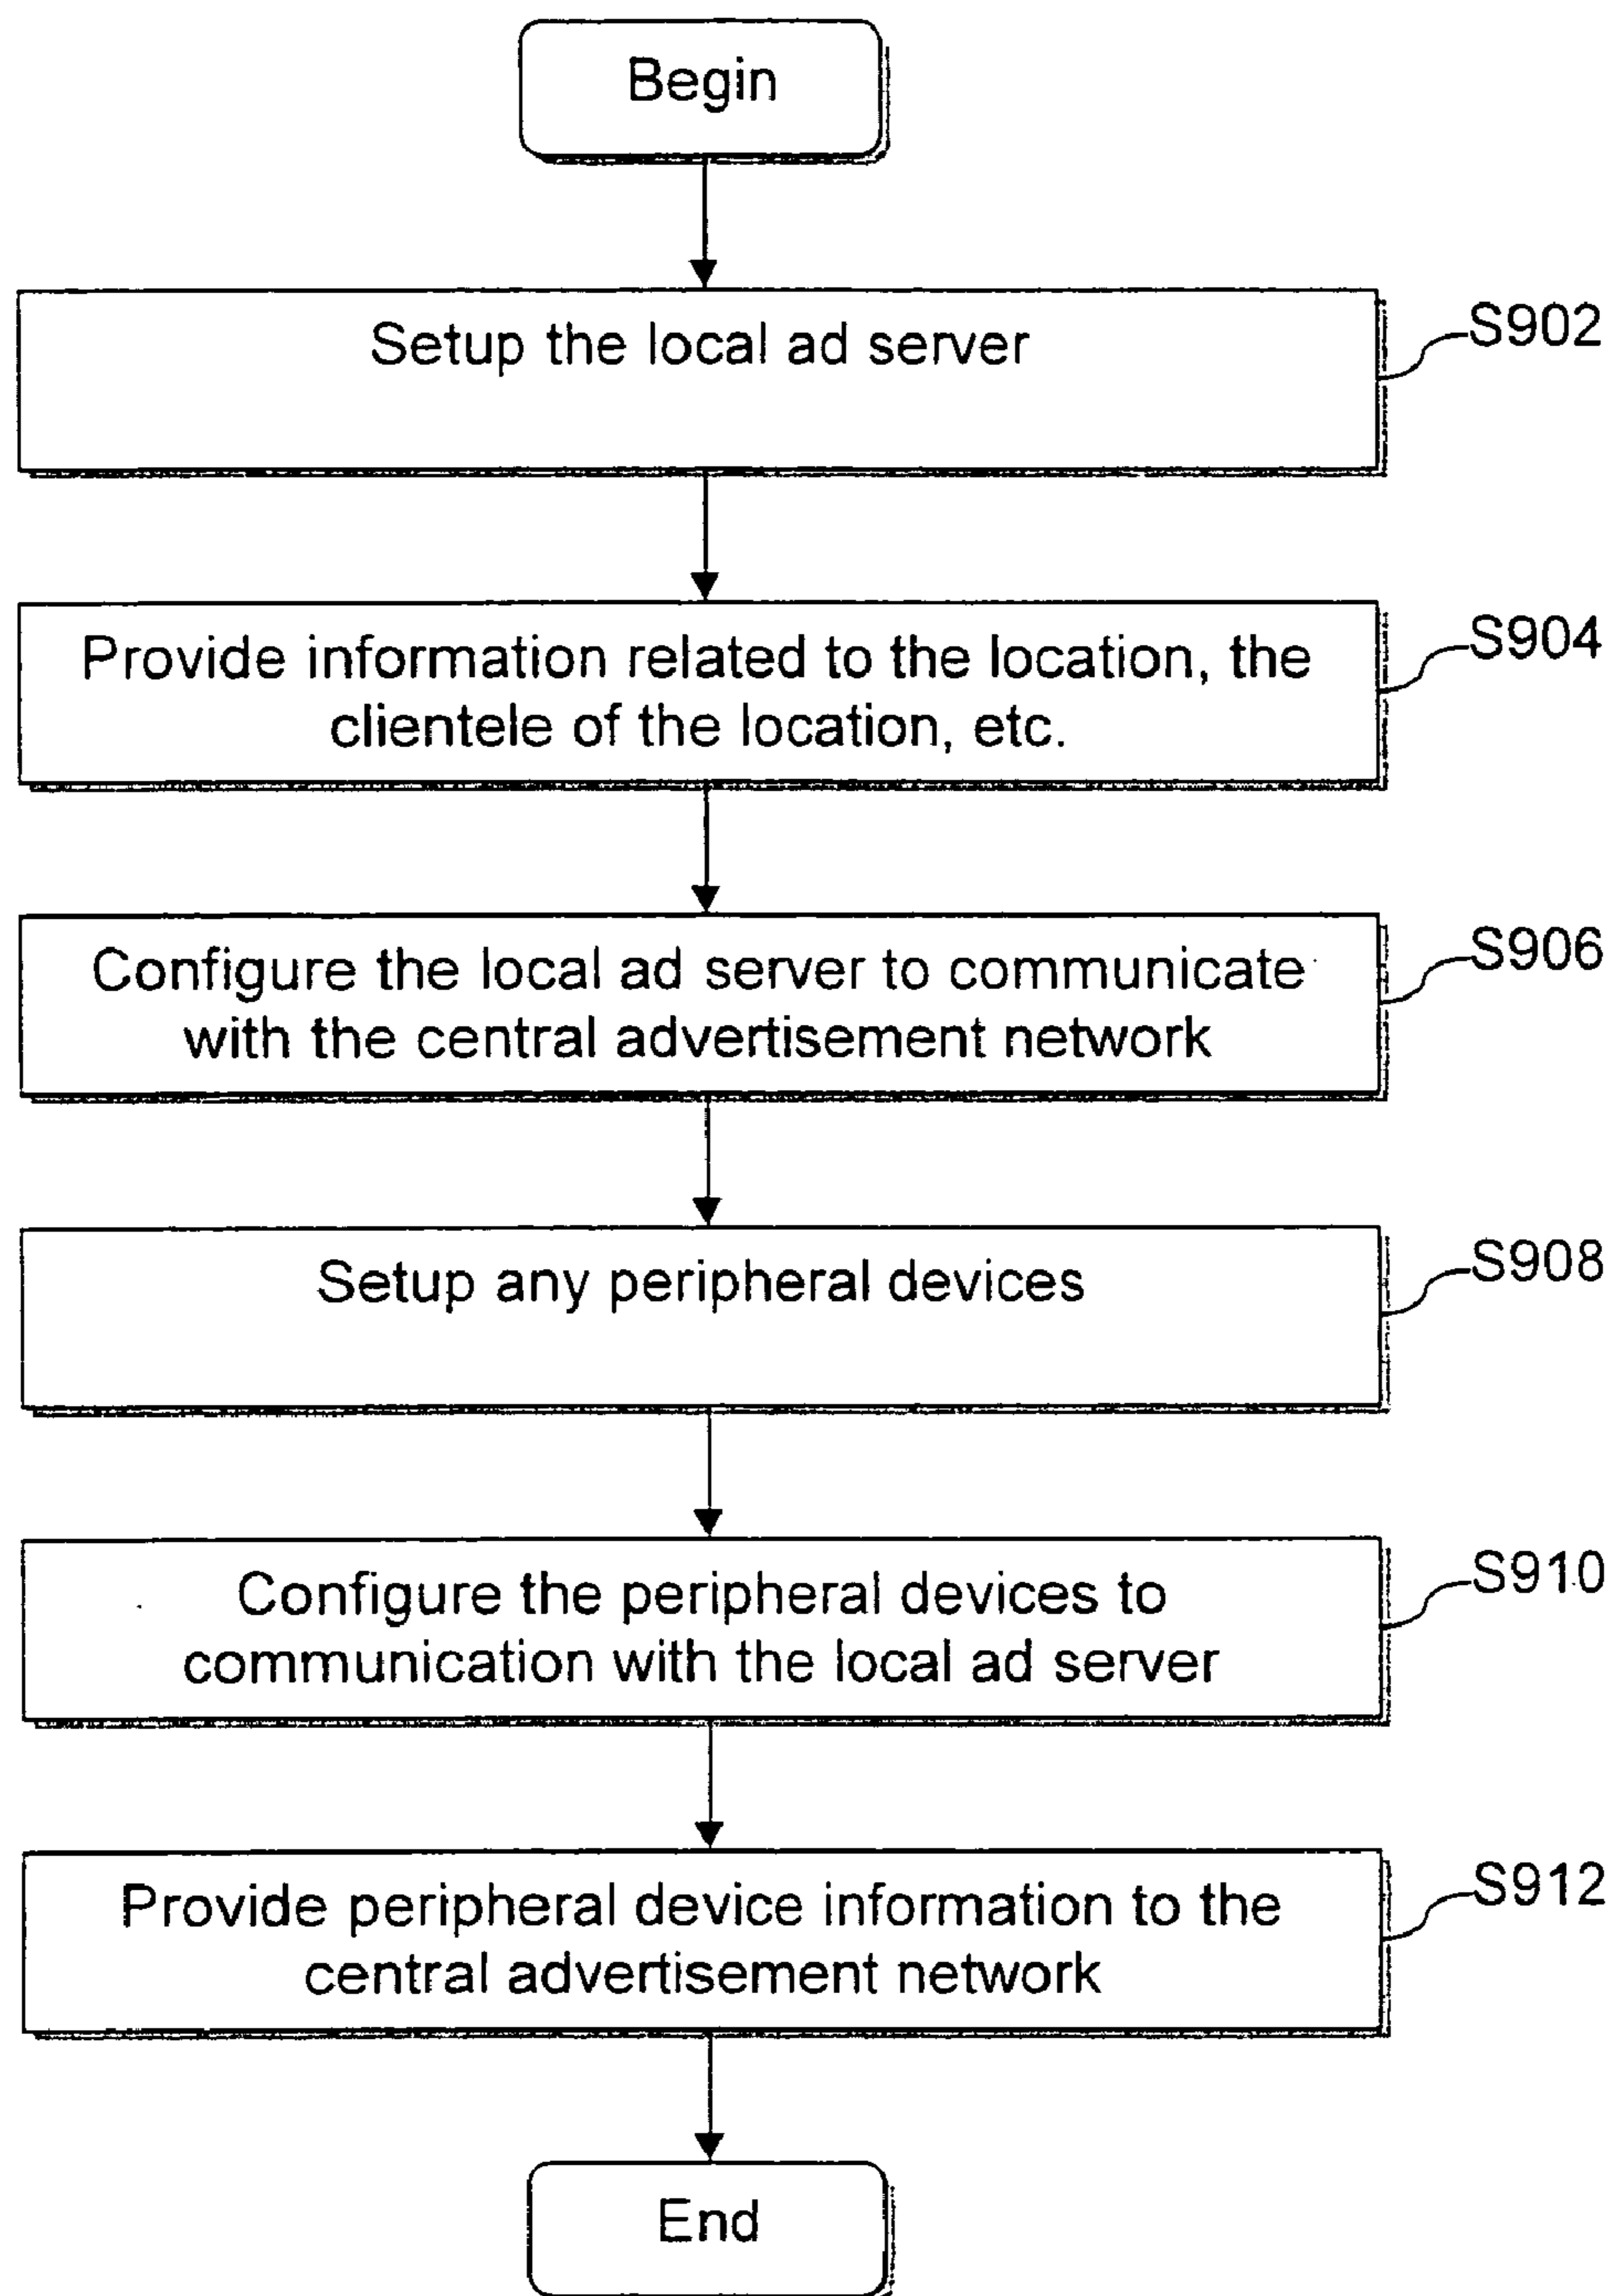 Begin
Setup the local ad server
S902
Provide information related to the location, the
clientele of the location, etc.
S904
Configure the local ad server to communicate
with the central advertisement network
S906
Setup any peripheral devices
S908
Configure the peripheral devices to
communication with the local ad server
S910
Provide peripheral device information to the
central advertisement network
S912
End